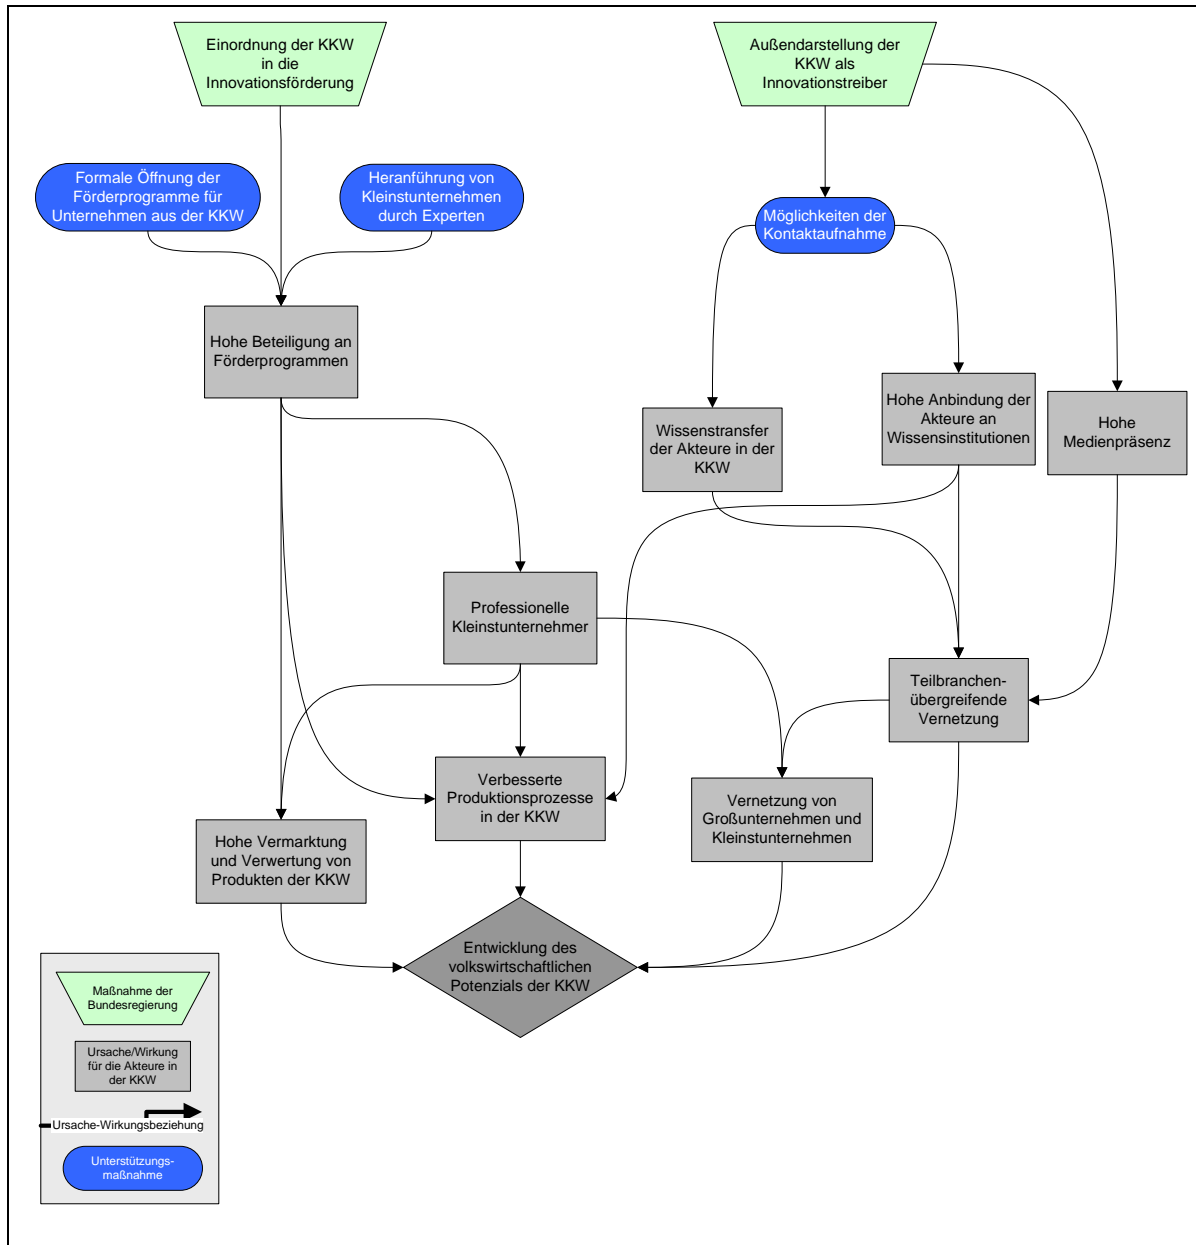 Einordnung der KKW
in die
Innovationsförderung
Außendarstellung der
KKW als
Innovationstreiber
Formale Öffnung der
Förderprogramme für
Unternehmen aus der KKW
Heranführung von
Kleinstunternehmen
durch Experten
Möglichkeiten der
Kontaktaufnahme
Hohe Beteiligung an
Förderprogrammen
Wissenstransfer
der Akteure in der
KKW
Hohe Anbindung der
Akteure an
Wissensinstitutionen
Hohe
Medienpräsenz
Professionelle
Kleinstunternehmer
Teilbranchen-
übergreifende
Vernetzung
Verbesserte
Produktionsprozesse
in der KKW
Vernetzung von
Großunternehmen und
Kleinstunternehmen
Hohe Vermarktung
und Verwertung von
Produkten der KKW
Entwicklung des
volkswirtschaftlichen
Potenzials der KKW
Maßnahme der
Bundesregierung
Ursache/Wirkung
für die Akteure in
der KKW
Ursache-Wirkungsbeziehung
Unterstützungs-
maßnahme